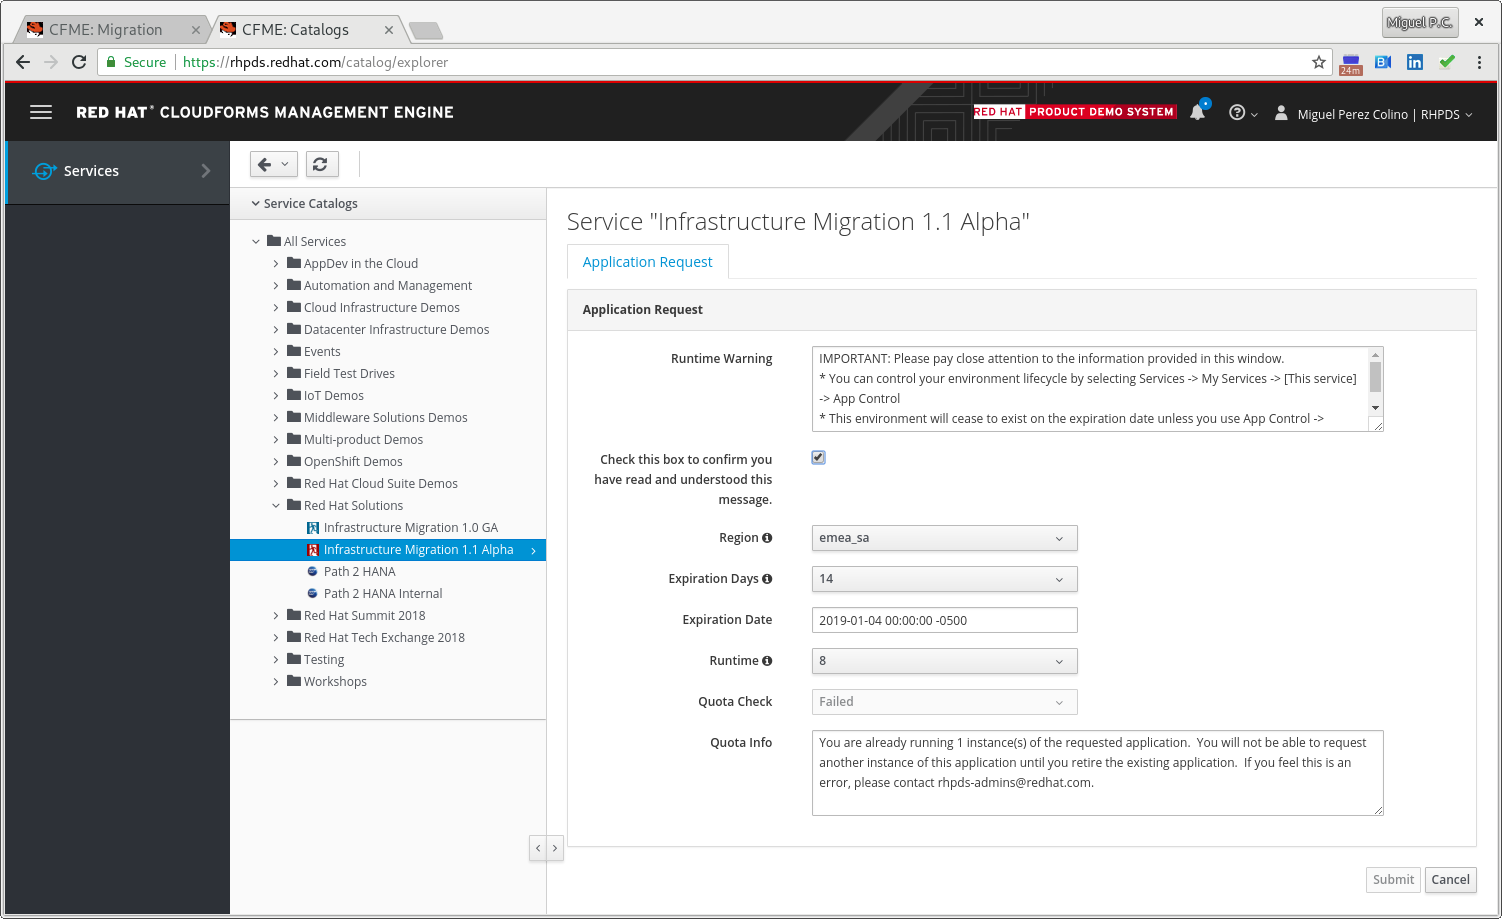 CFME: Migration
CFME: Catalogs
Miguel P.C.
Secure
https://rhpds.redhat.com/catalog/explorer
24m
RED HAT® CLOUDFORMS MANAGEMENT ENGINE
RED HAT PRODUCT DEMO SYSTEM
Miguel Perez Colino | RHPDS
Services
Service Catalogs
All Services
AppDev in the Cloud
Automation and Management
Cloud Infrastructure Demos
Datacenter Infrastructure Demos
Events
Field Test Drives
IoT Demos
Middleware Solutions Demos
Multi-product Demos
OpenShift Demos
Red Hat Cloud Suite Demos
Red Hat Solutions
Infrastructure Migration 1.0 GA
Infrastructure Migration 1.1 Alpha
Path 2 HANA
Path 2 HANA Internal
Red Hat Summit 2018
Red Hat Tech Exchange 2018
Testing
Workshops
Service "Infrastructure Migration 1.1 Alpha"
Application Request
Application Request
Runtime Warning
IMPORTANT: Please pay close attention to the information provided in this window.
* You can control your environment lifecycle by selecting Services -> My Services -> [This service]
-> App Control
* This environment will cease to exist on the expiration date unless you use App Control ->
Check this box to confirm you
have read and understood this
message.
Region
emea_sa
Expiration Days
14
Expiration Date
2019-01-04 00:00:00 -0500
Runtime
8
Quota Check
Failed
Quota Info
You are already running 1 instance(s) of the requested application.  You will not be able to request
another instance of this application until you retire the existing application.  If you feel this is an
error, please contact rhpds-admins@redhat.com.
Submit
Cancel